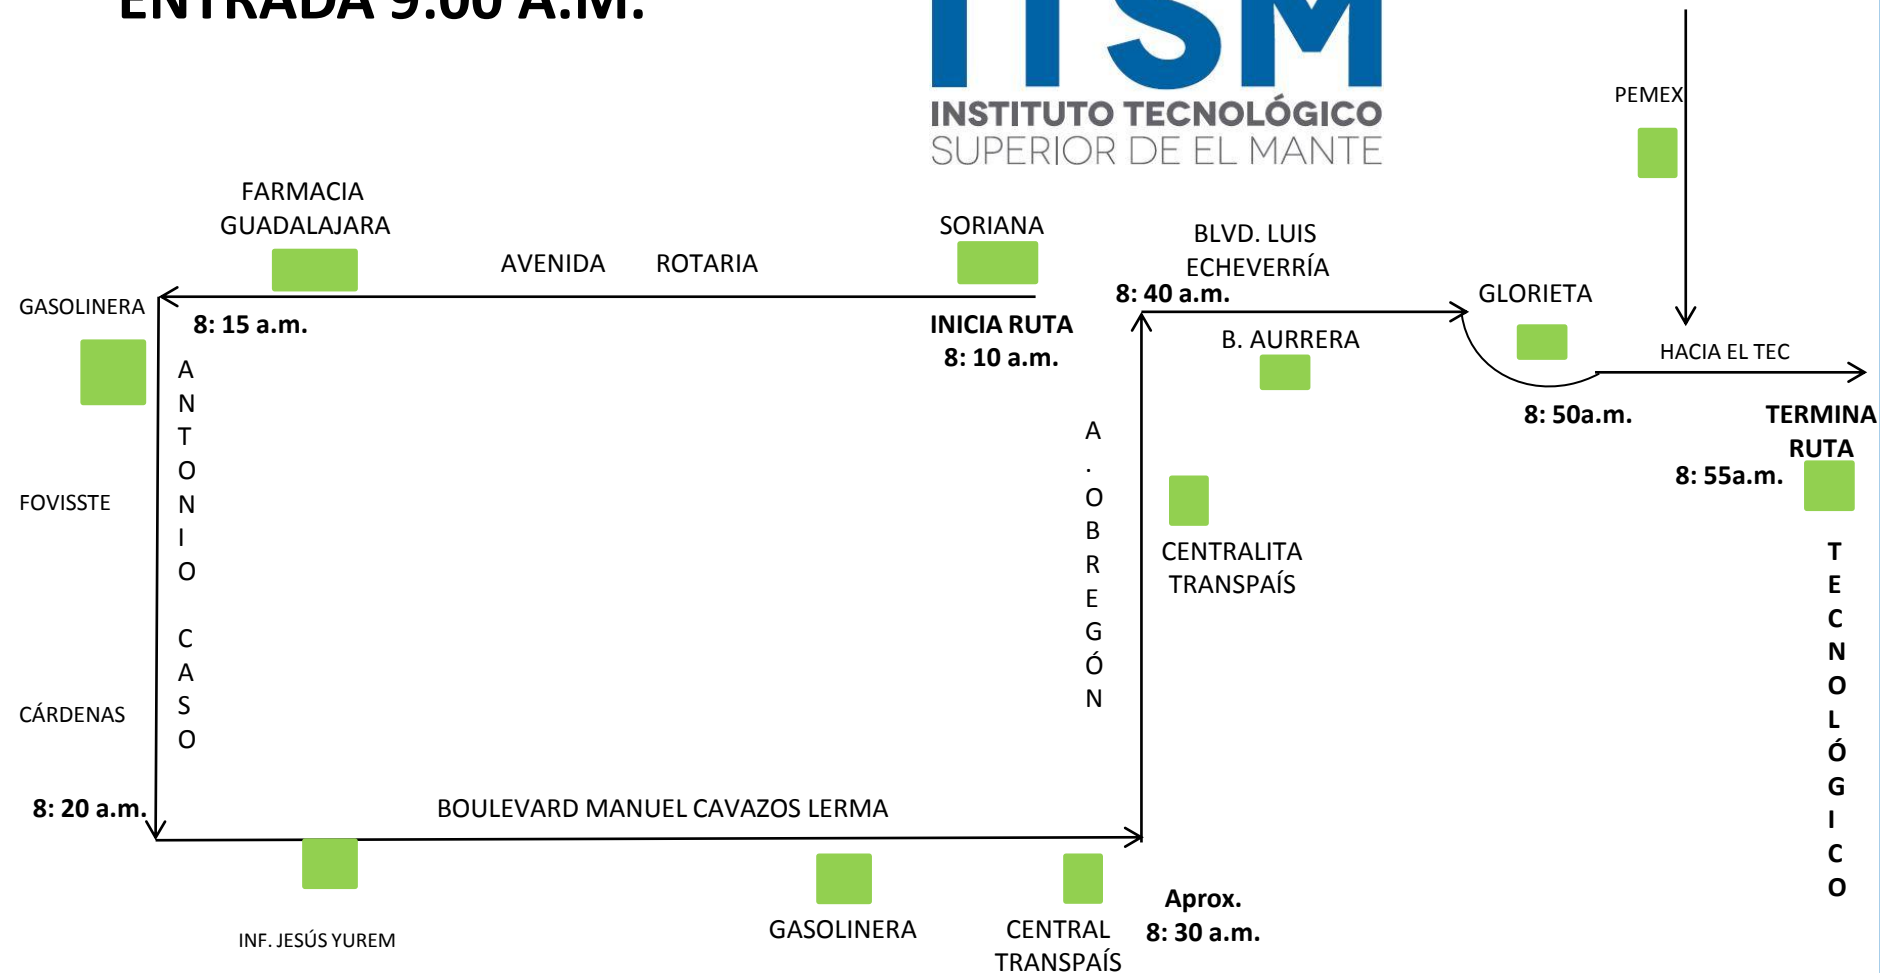 ENTRADA 9:00 A.M.
ITSM
INSTITUTO TECNOLÓGICO
SUPERIOR DE EL MANTE
PEMEX
FARMACIA
GUADALAJARA
SORIANA
BLVD. LUIS
ECHEVERRÍA
AVENIDA ROTARIA
GASOLINERA
8: 15 a.m.
INICIA RUTA
8: 10 a.m.
8: 40 a.m.
B. AURRERA
GLORIETA
HACIA EL TEC
8: 50a.m.
TERMINA
RUTA
8: 55a.m.
ANTONIO CASO
A.OBREGÓN
FOVISSTE
CENTRALITA
TRANSPAÍS
TECNOLÓGICO
CÁRDENAS
8: 20 a.m.
BOULEVARD MANUEL CAVAZOS LERMA
INF. JESÚS YUREM
GASOLINERA
CENTRAL
TRANSPAÍS
Aprox.
8: 30 a.m.